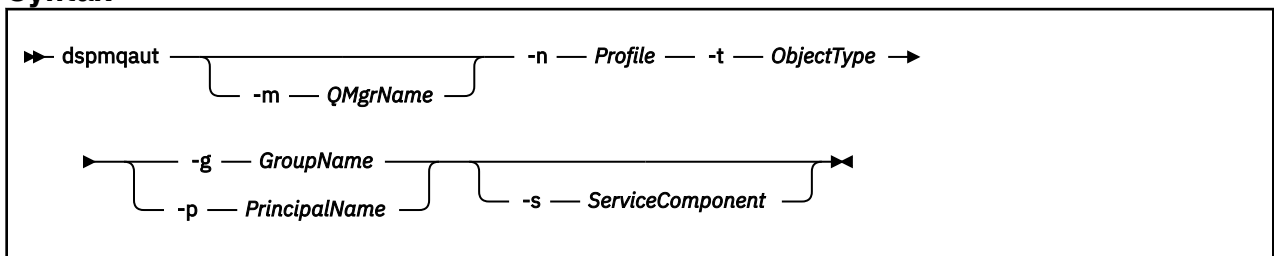 Syntax
dspmqaut -n Profile -t ObjectType
-m QMgrName
-g GroupName
-p PrincipalName -s ServiceComponent